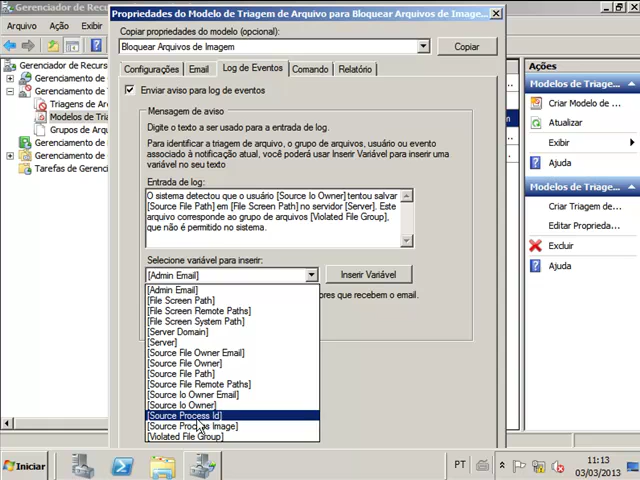 Gerenciador de Recurs
Propriedades do Modelo de Triagem de Arquivo para Bloquear Arquivos de Image...
Arquivo Ação Exibir
Copiar propriedades do modelo (opcional):
Bloquear Arquivos de Imagem
Copiar
Configurações Email Log de Eventos Comando Relatório
Enviar aviso para log de eventos
Mensagem de aviso
Digite o texto a ser usado para a entrada de log.
Para identificar a triagem de arquivo, o grupo de arquivos, usuário ou evento
associado à notificação atual, você poderá usar Inserir Variável para inserir uma
variável no seu texto
Entrada de log:
O sistema detectou que o usuário [Source Io Owner] tentou salvar
[Source File Path] em [File Screen Path] no servidor [Server]. Este
arquivo corresponde ao grupo de arquivos [Violated File Group],
que não é permitido no sistema.
Selecione variável para inserir:
[Admin Email]
Inserir Variável
ores que recebem o email.
[Admin Email]
[File Screen Path]
[File Screen Remote Paths]
[File Screen System Path]
[Server Domain]
[Server]
[Source File Owner Email]
[Source File Owner]
[Source File Path]
[Source File Remote Paths]
[Source Io Owner Email]
[Source Io Owner]
[Source Process Id]
[Source Process Image]
[Violated File Group]
Gerenciador de Recurso
Gerenciamento de
Gerenciamento de
Triagens de Ar
Modelos de Tria
Grupos de Arqu
Gerenciamento de
Gerenciamento de
Tarefas de Gerenc
Ações
Modelos de Triage...
Criar Modelo de ...
Atualizar
Exibir
Ajuda
Modelos de Triage...
Criar Triagem de...
Editar Proprieda...
Excluir
Ajuda
Iniciar
PT
11:13
03/03/2013